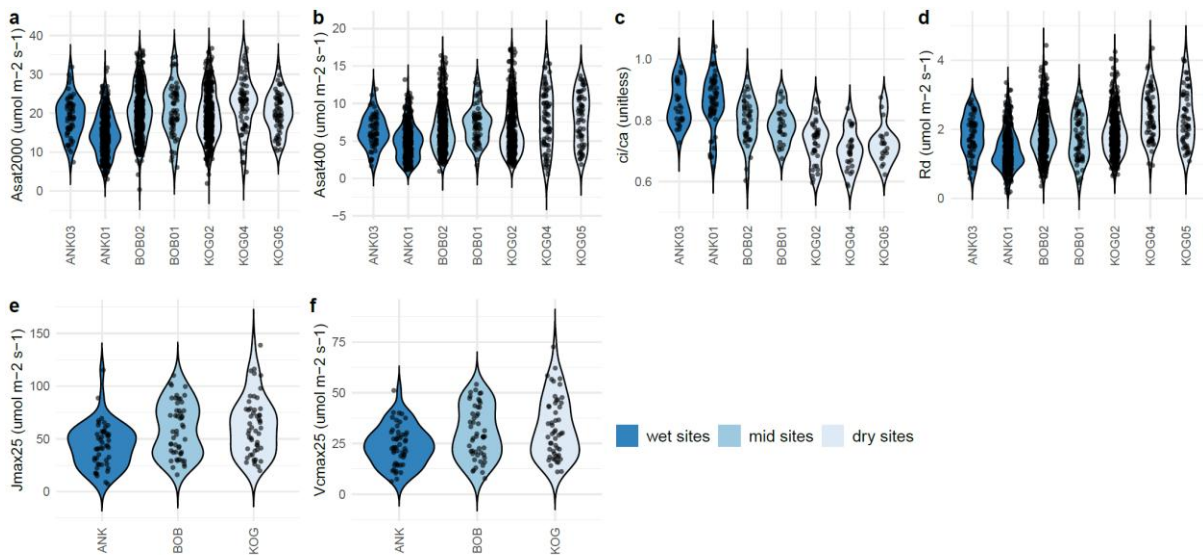 a
Asat2000 (umol m−2 s−1)
40
30
20
10
0
ANK03
ANK01
BOB02
BOB01
KOG02
KOG04
KOG05
b
Asat400 (umol m−2 s−1)
20
15
10
5
0
−5
ANK03
ANK01
BOB02
BOB01
KOG02
KOG04
KOG05
c
ci/ca (unitless)
1.0
0.8
0.6
ANK03
ANK01
BOB02
BOB01
KOG02
KOG04
KOG05
d
Rd (umol m−2 s−1)
4
2
0
ANK03
ANK01
BOB02
BOB01
KOG02
KOG04
KOG05
e
Jmax25 (umol m−2 s−1)
150
100
50
0
ANK
BOB
KOG
f
Vcmax25 (umol m−2 s−1)
75
50
25
0
ANK
BOB
KOG
wet sites mid sites dry sites